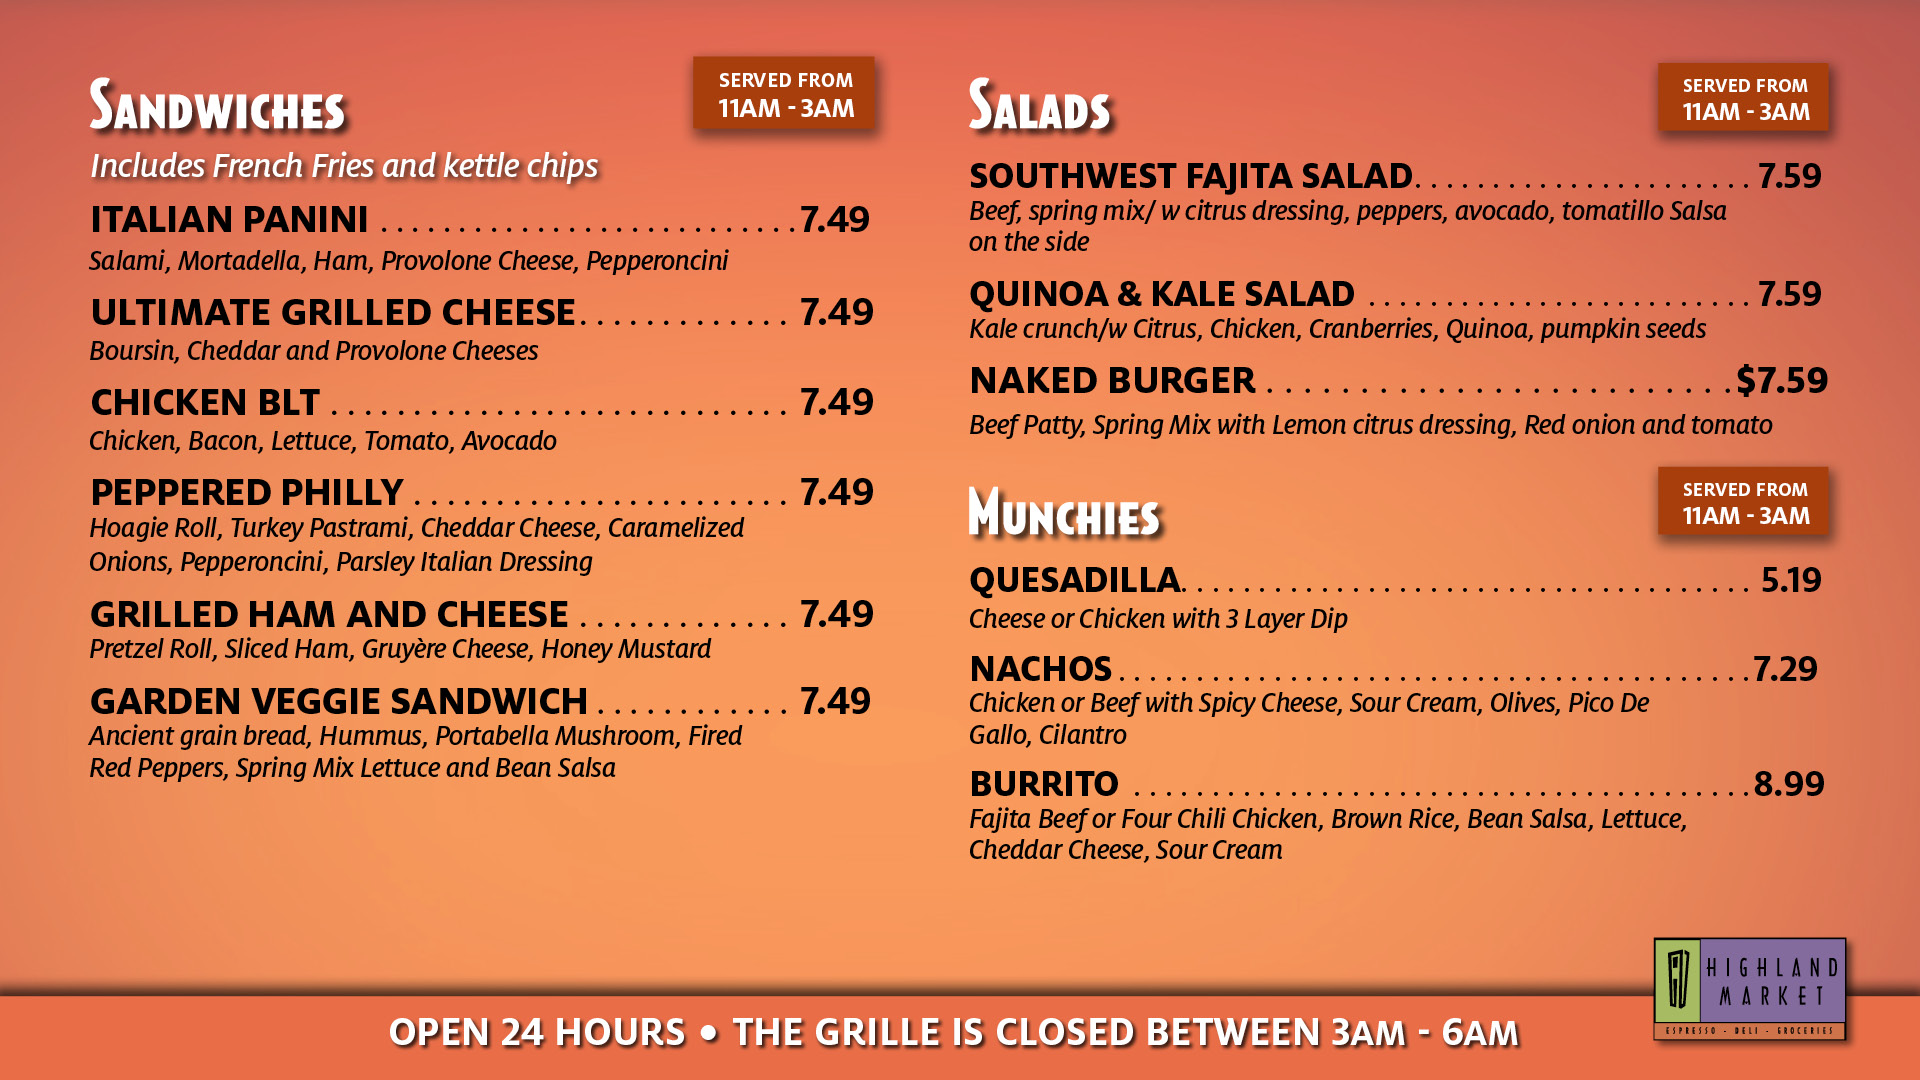 SANDWICHES
SERVED FROM
11AM - 3AM
Includes French Fries and kettle chips
ITALIAN PANINI . . . . . . . . . . . . . . . . . . . . . . . . . . . 7.49
Salami, Mortadella, Ham, Provolone Cheese, Pepperoncini
ULTIMATE GRILLED CHEESE. . . . . . . . . . . . . 7.49
Boursin, Cheddar and Provolone Cheeses
CHICKEN BLT . . . . . . . . . . . . . . . . . . . . . . . . . . . . 7.49
Chicken, Bacon, Lettuce, Tomato, Avocado
PEPPERED PHILLY . . . . . . . . . . . . . . . . . . . . . . . 7.49
Hoagie Roll, Turkey Pastrami, Cheddar Cheese, Caramelized
Onions, Pepperoncini, Parsley Italian Dressing
GRILLED HAM AND CHEESE . . . . . . . . . . . . . 7.49
Pretzel Roll, Sliced Ham, Gruyère Cheese, Honey Mustard
GARDEN VEGGIE SANDWICH . . . . . . . . . . . . 7.49
Ancient grain bread, Hummus, Portabella Mushroom, Fired
Red Peppers, Spring Mix Lettuce and Bean Salsa
SALADS
SERVED FROM
11AM - 3AM
SOUTHWEST FAJITA SALAD. . . . . . . . . . . . . . . . . . . . . . 7.59
Beef, spring mix/ w citrus dressing, peppers, avocado, tomatillo Salsa
on the side
QUINOA & KALE SALAD . . . . . . . . . . . . . . . . . . . . . . . . . 7.59
Kale crunch/w Citrus, Chicken, Cranberries, Quinoa, pumpkin seeds
NAKED BURGER . . . . . . . . . . . . . . . . . . . . . . . . . . . . . . $7.59
Beef Patty, Spring Mix with Lemon citrus dressing, Red onion and tomato
MUNCHIES
SERVED FROM
11AM - 3AM
QUESADILLA. . . . . . . . . . . . . . . . . . . . . . . . . . . . . . . . . . . . . 5.19
Cheese or Chicken with 3 Layer Dip
NACHOS . . . . . . . . . . . . . . . . . . . . . . . . . . . . . . . . . . . . . . . . . 7.29
Chicken or Beef with Spicy Cheese, Sour Cream, Olives, Pico De
Gallo, Cilantro
BURRITO . . . . . . . . . . . . . . . . . . . . . . . . . . . . . . . . . . . . . . . . 8.99
Fajita Beef or Four Chili Chicken, Brown Rice, Bean Salsa, Lettuce,
Cheddar Cheese, Sour Cream
HIGHLAND
MARKET
ESPRESSO - DELI - GROCERIES
OPEN 24 HOURS • THE GRILLE IS CLOSED BETWEEN 3AM - 6AM